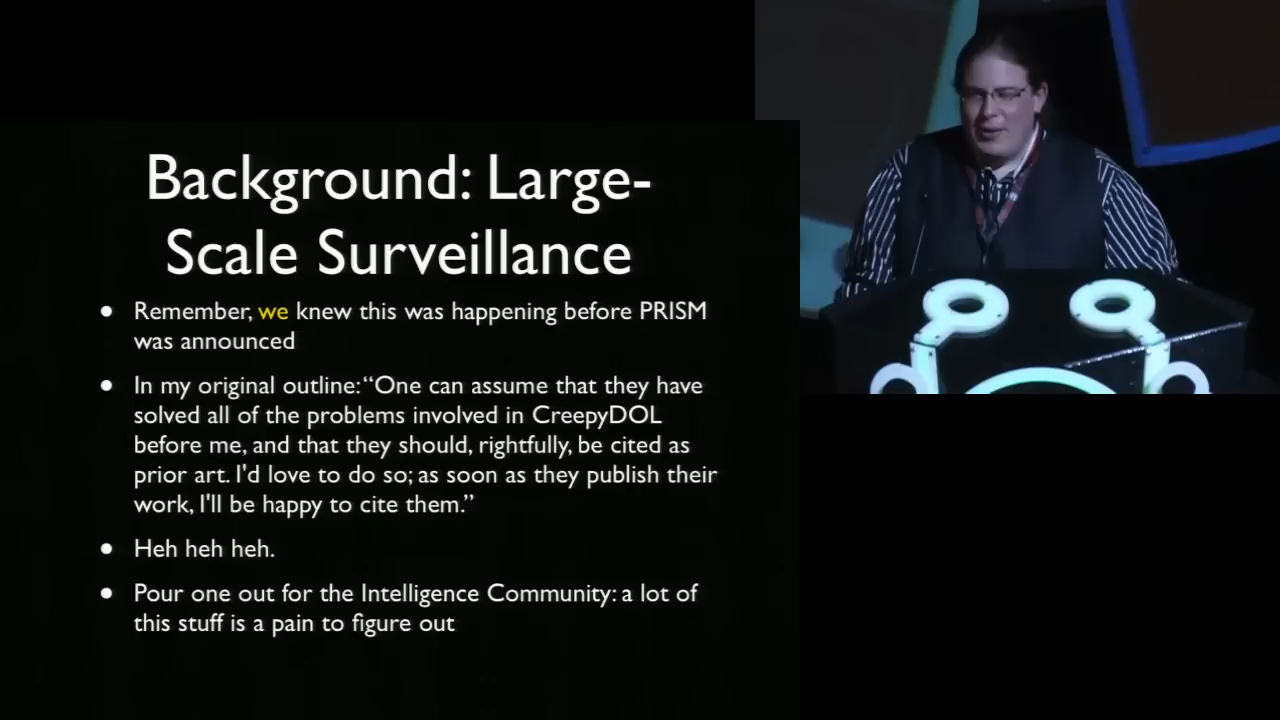 Background: Large-
Scale Surveillance
• Remember, we knew this was happening before PRISM
was announced
• In my original outline: “One can assume that they have
solved all of the problems involved in CreepyDOL
before me, and that they should, rightfully, be cited as
prior art. I'd love to do so; as soon as they publish their
work, I'll be happy to cite them.”
• Heh heh heh.
• Pour one out for the Intelligence Community: a lot of
this stuff is a pain to figure out